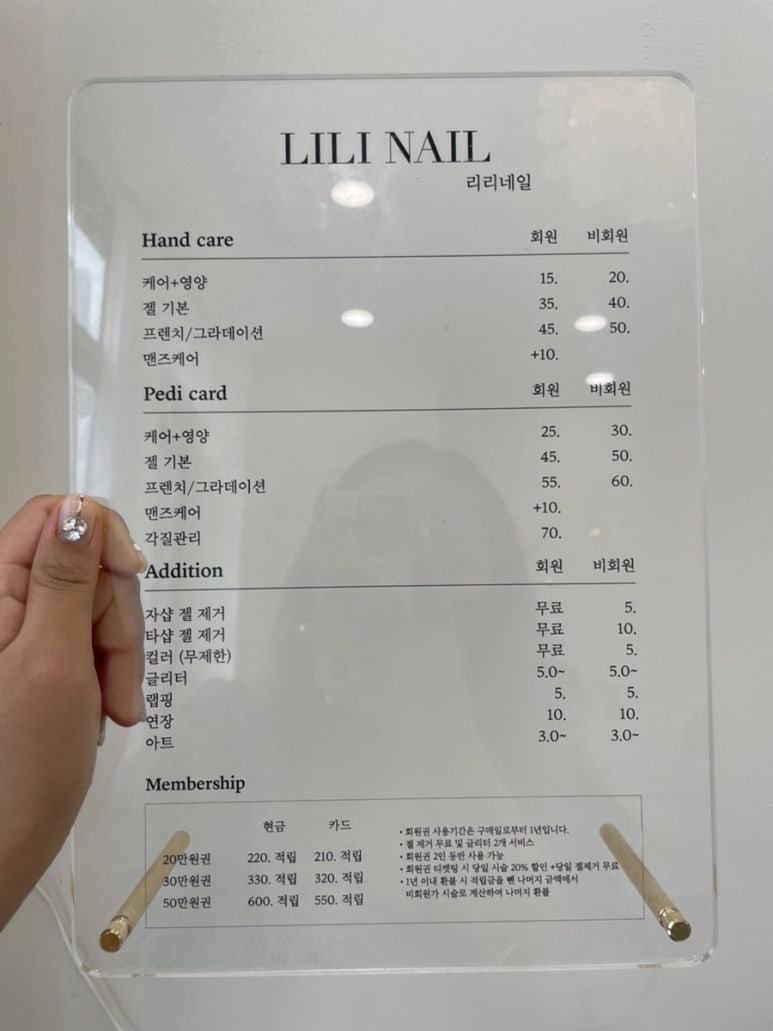 LILI NAIL
리리네일
Hand care 회원 비회원
케어+영양 15. 20.
젤 기본 35. 40.
프렌치/그라데이션 45. 50.
맨즈케어 +10.
Pedi card 회원 비회원
케어+영양 25. 30.
젤 기본 45. 50.
프렌치/그라데이션 55. 60.
맨즈케어 +10.
각질관리 70.
Addition 회원 비회원
자샵 젤 제거 무료 5.
타샵 젤 제거 무료 10.
컬러 (무제한) 무료 5.
글리터 5.0~ 5.0~
랩핑 5. 5.
연장 10. 10.
아트 3.0~ 3.0~
Membership
현금 카드
20만원권 220. 적립 210. 적립
30만원권 330. 적립 320. 적립
50만원권 600. 적립 550. 적립
• 회원권 사용기간은 구매일로부터 1년입니다.
• 젤 제거 무료 및 글리터 2개 서비스
• 회원권 2인 동반 사용 가능
• 회원권 티켓팅 시 당일 시술 20% 할인 +당일 젤제거 무료
• 1년 이내 환불 시 적립금을 뺀 나머지 금액에서
비회원가 시술로 계산하여 나머지 환불